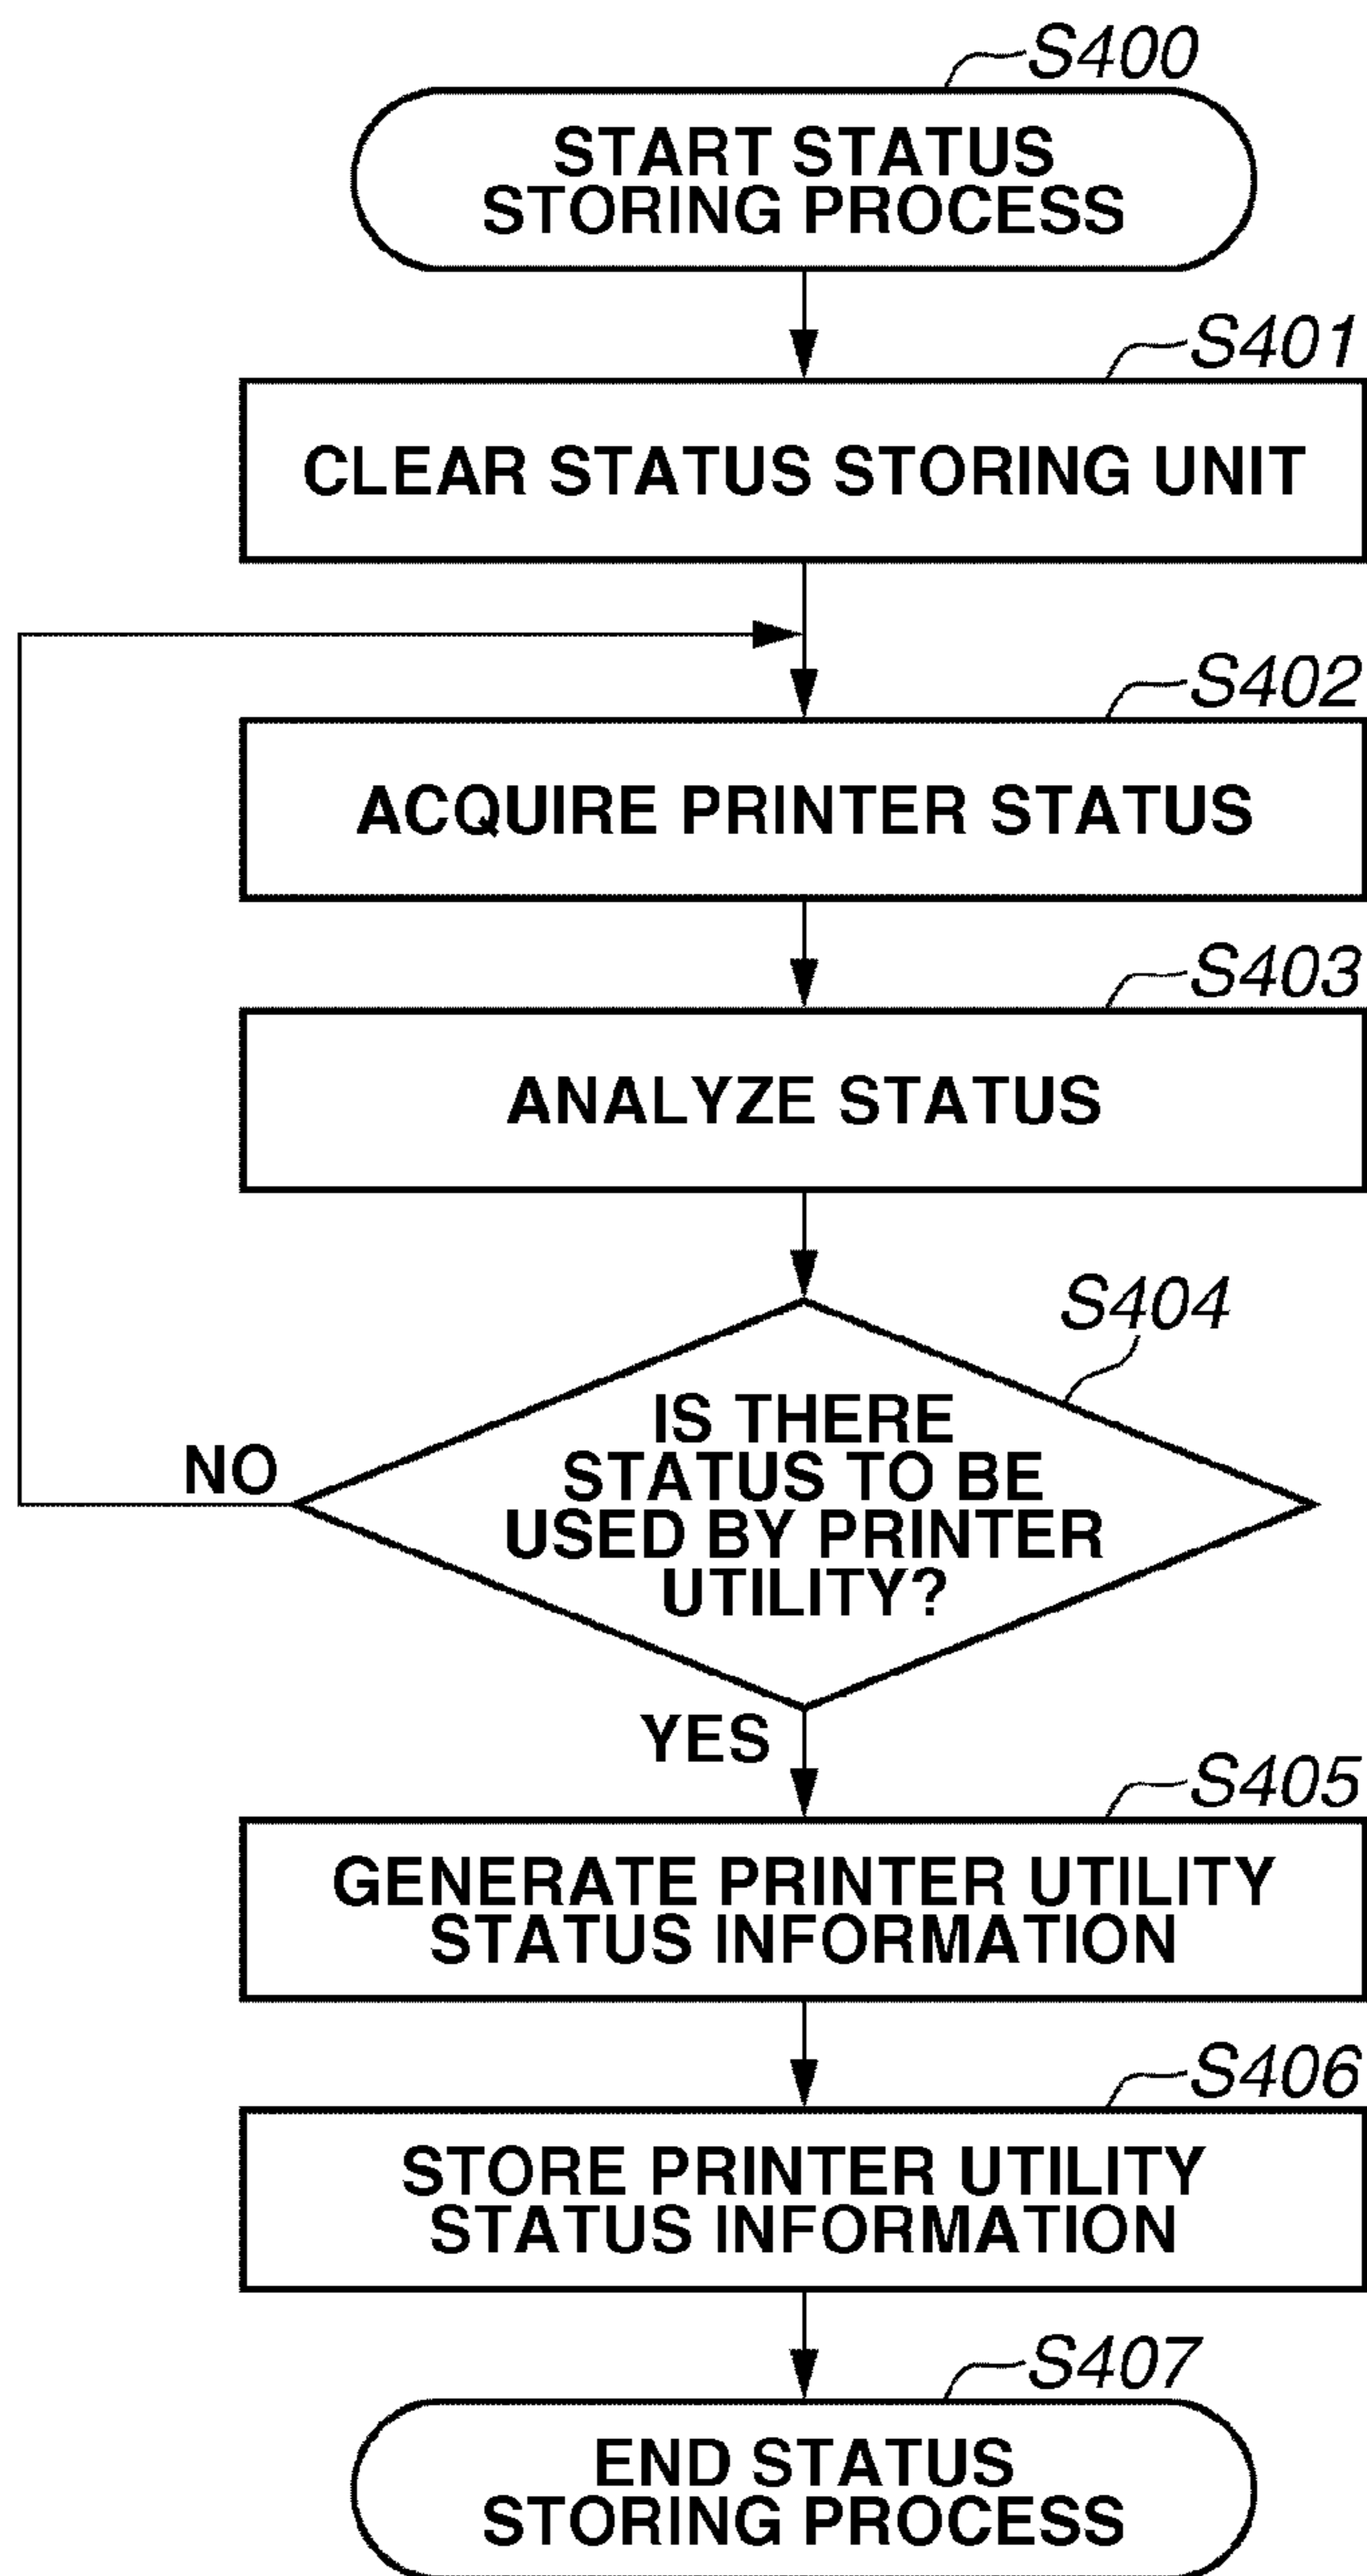 S400
START STATUS
STORING PROCESS
S401
CLEAR STATUS STORING UNIT
S402
ACQUIRE PRINTER STATUS
S403
ANALYZE STATUS
S404
IS THERE
STATUS TO BE
USED BY PRINTER
UTILITY?
NO
YES
S405
GENERATE PRINTER UTILITY
STATUS INFORMATION
S406
STORE PRINTER UTILITY
STATUS INFORMATION
S407
END STATUS
STORING PROCESS